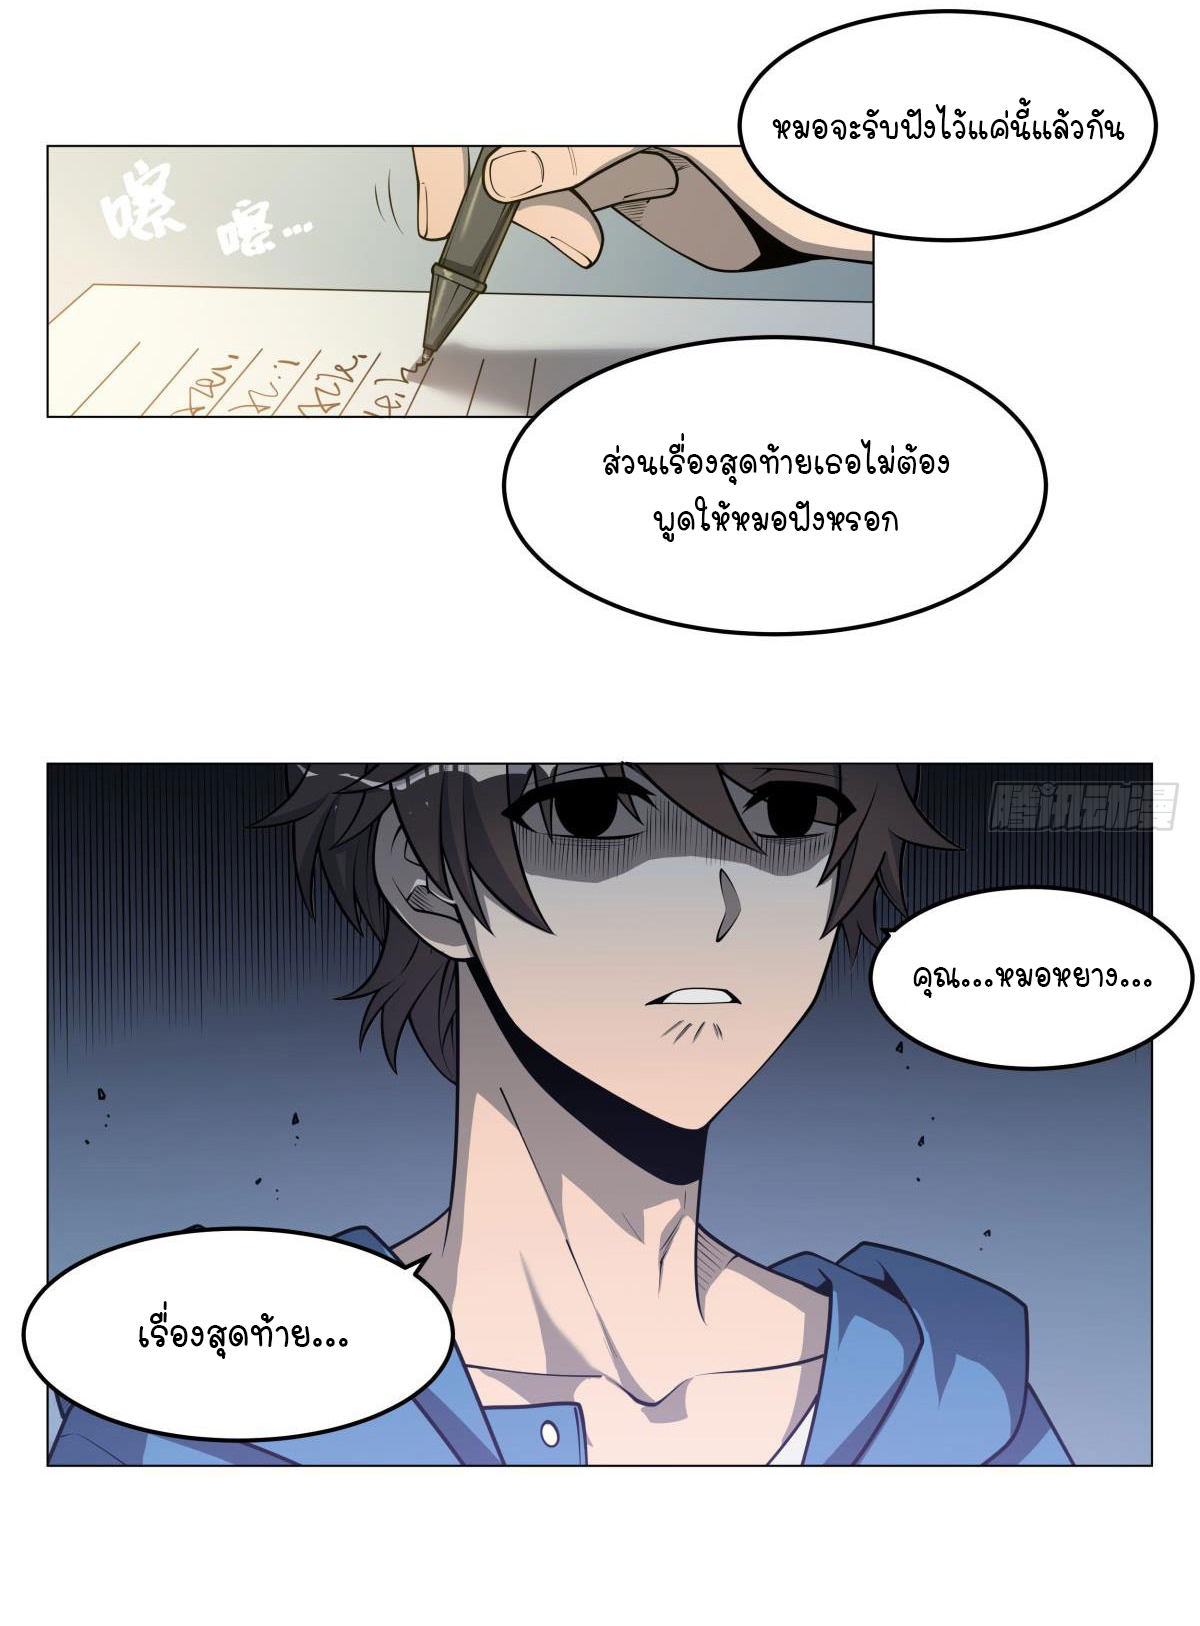 หมอจะรับฟังไว้แค่นี้แล้วกัน
嚓
嚓...
ส่วนเรื่องสุดท้ายเธอไม่ต้อง
พูดให้หมอฟังหรอก
腾讯动漫
คุณ...หมอหยาง...
เรื่องสุดท้าย...